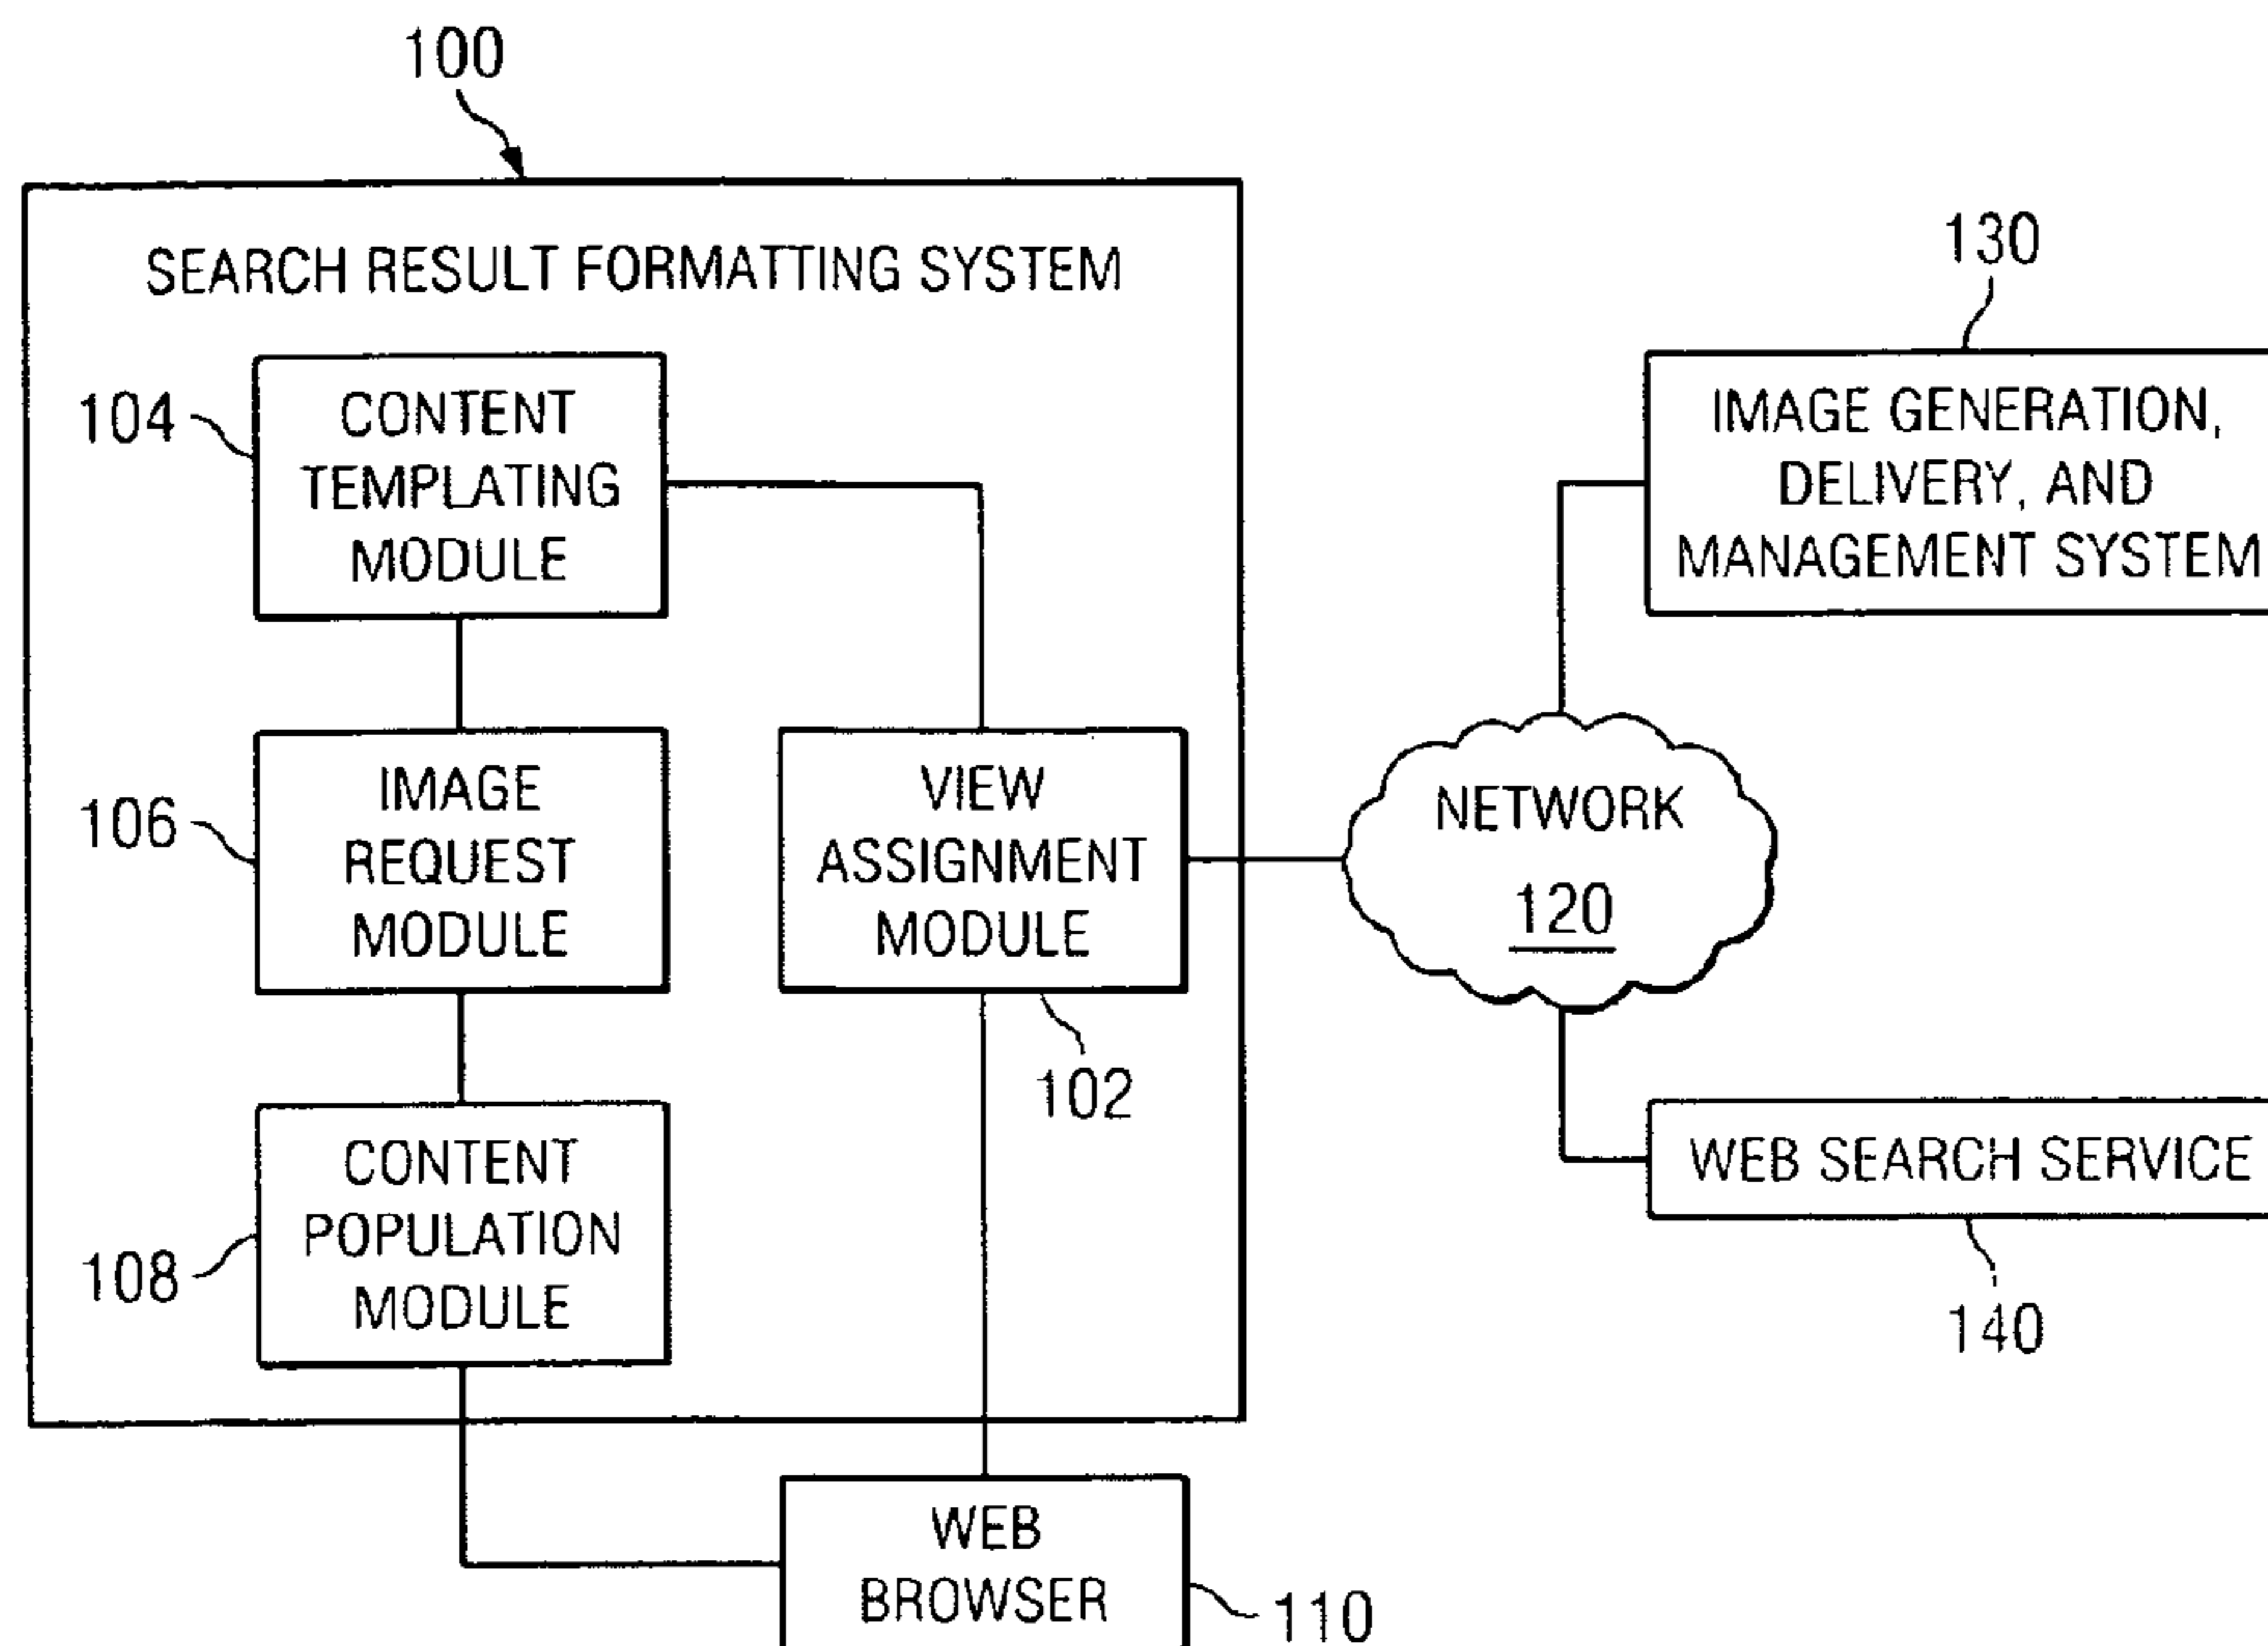 100
SEARCH RESULT FORMATTING SYSTEM
104
CONTENT
TEMPLATING
MODULE
106
IMAGE
REQUEST
MODULE
VIEW
ASSIGNMENT
MODULE
102
108
CONTENT
POPULATION
MODULE
WEB
BROWSER
110
NETWORK
120
130
IMAGE GENERATION,
DELIVERY, AND
MANAGEMENT SYSTEM
WEB SEARCH SERVICE
140